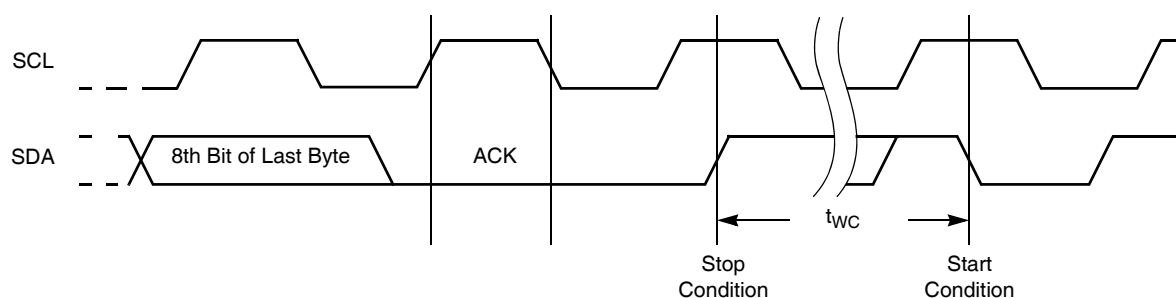 SCL
SDA
8th Bit of Last Byte
ACK
tWC
Stop
Condition
Start
Condition